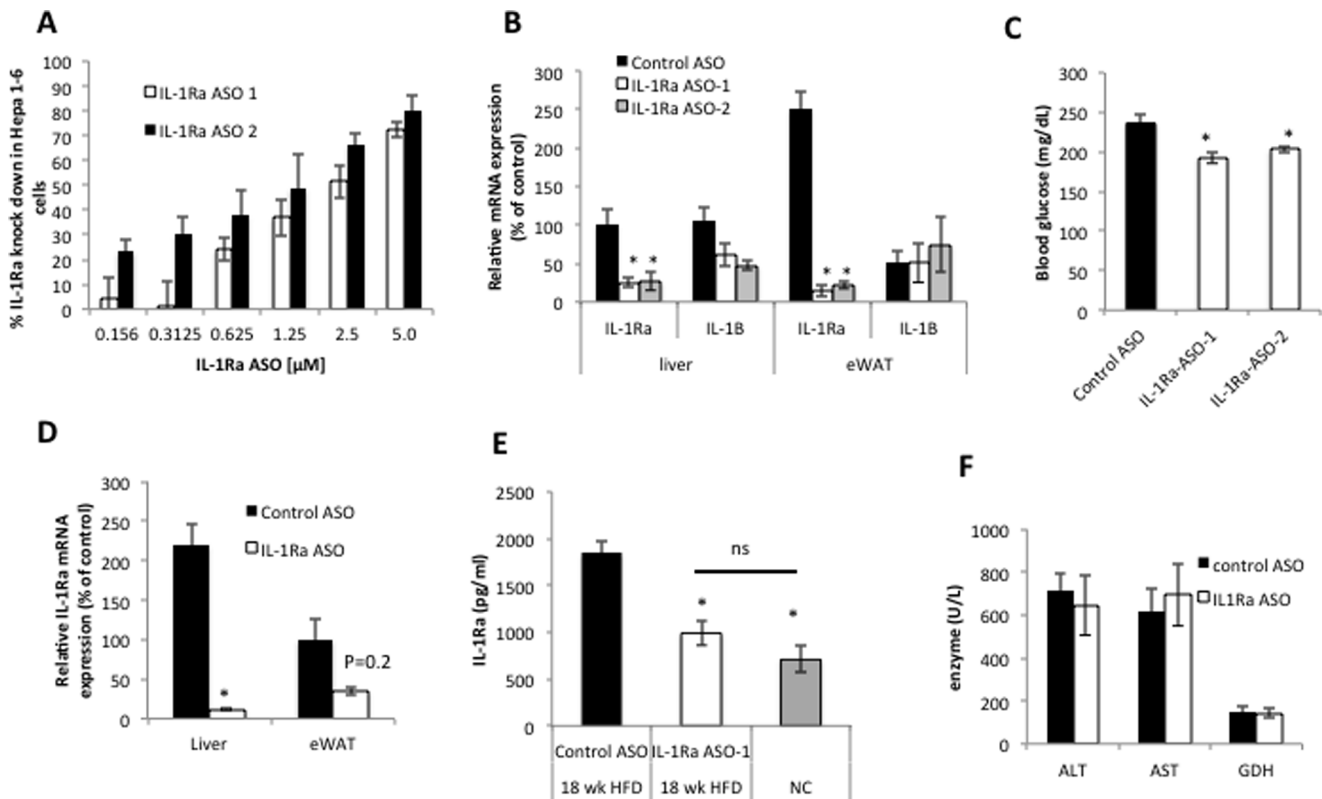 A
% IL-1Ra knock down in Hepa 1-6
cells
100
90
80
70
60
50
40
30
20
10
0
IL-1Ra ASO 1
IL-1Ra ASO 2
0.156 0.3125 0.625 1.25 2.5 5.0
IL-1Ra ASO [µM]
B
Control ASO
IL-1Ra ASO-1
IL-1Ra ASO-2
Relative mRNA expression
(% of control)
300
250
200
150
100
50
0
* *
* *
IL-1Ra IL-1B IL-1Ra IL-1B
liver eWAT
C
Blood glucose (mg/dL)
300
250
200
150
100
50
0
* *
Control ASO
IL-1Ra-ASO-1
IL-1Ra-ASO-2
D
Relative IL-1Ra mRNA
expression (% of control)
300
250
200
150
100
50
0
Control ASO
IL-1Ra ASO
P=0.2
*
Liver eWAT
E
IL-1Ra (pg/ml)
2500
2000
1500
1000
500
0
ns
* *
Control ASO IL-1Ra ASO-1
18 wk HFD 18 wk HFD NC
F
enzyme (U/L)
1000
800
600
400
200
0
control ASO
IL1Ra ASO
ALT AST GDH